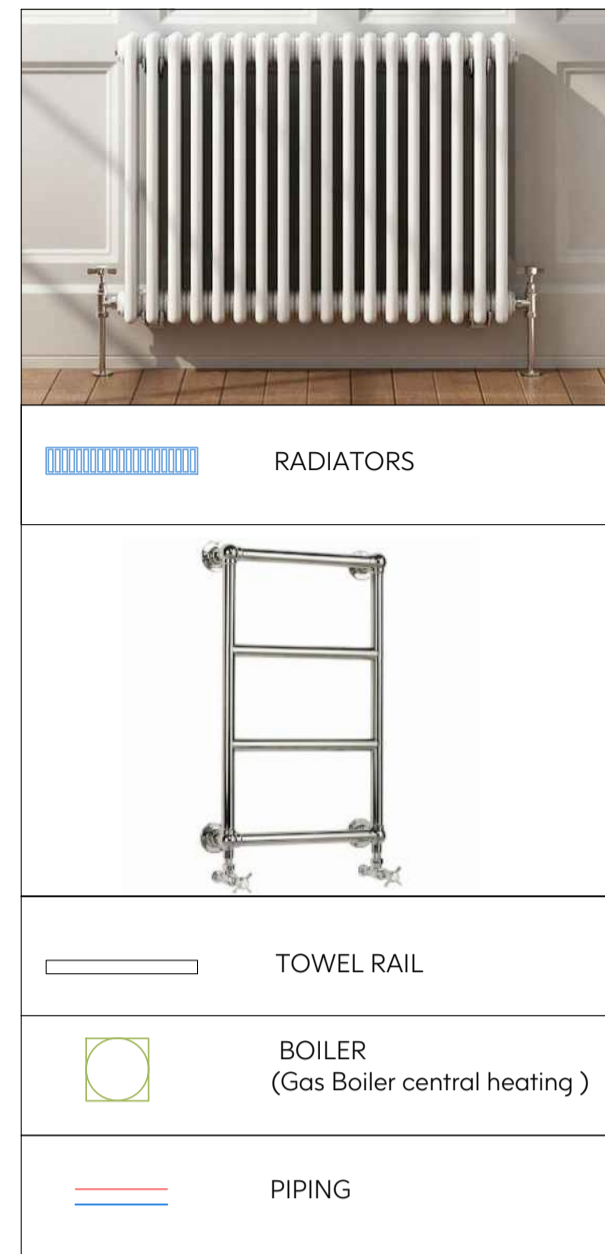 RADIATORS
TOWEL RAIL
BOILER
(Gas Boiler central heating )
PIPING